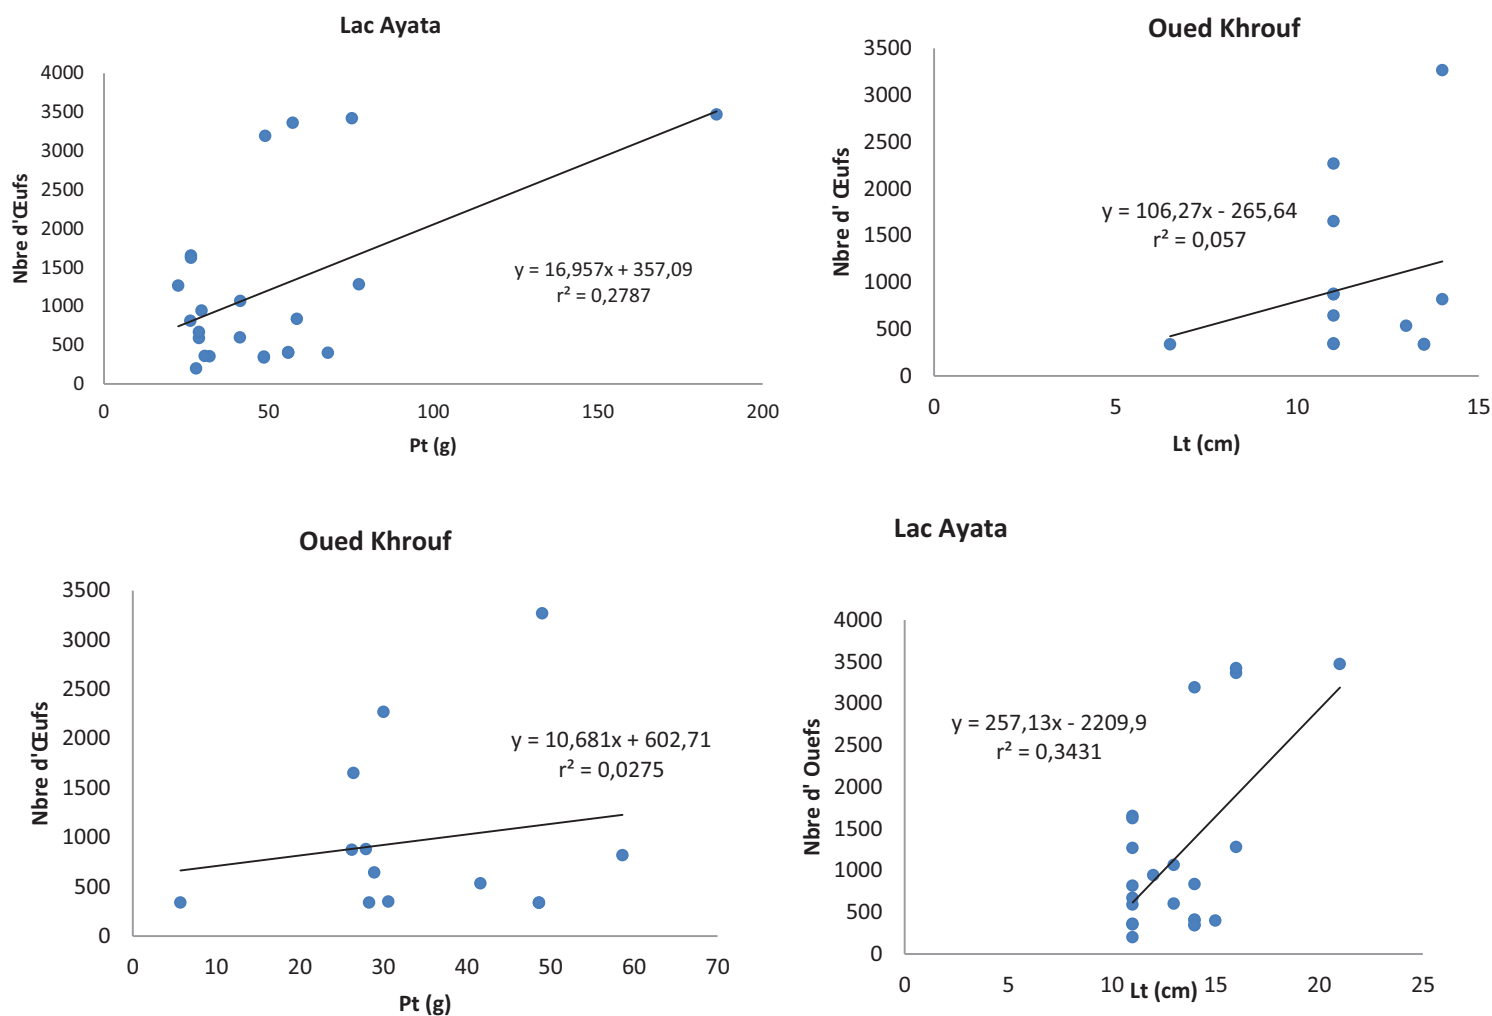 Lac Ayata
4000
3500
3000
2500
2000
1500
1000
500
0
Nbre d'Œufs
y = 16,957x + 357,09
r² = 0,2787
0 50 100 150 200
Pt (g)
Oued Khrouf
3500
3000
2500
2000
1500
1000
500
0
Nbre d' Œufs
y = 106,27x - 265,64
r² = 0,057
0 5 10 15
Lt (cm)
Oued Khrouf
3500
3000
2500
2000
1500
1000
500
0
Nbre d'Œufs
y = 10,681x + 602,71
r² = 0,0275
0 10 20 30 40 50 60 70
Pt (g)
Lac Ayata
4000
3500
3000
2500
2000
1500
1000
500
0
Nbre d' Ouefs
y = 257,13x - 2209,9
r² = 0,3431
0 5 10 15 20 25
Lt (cm)